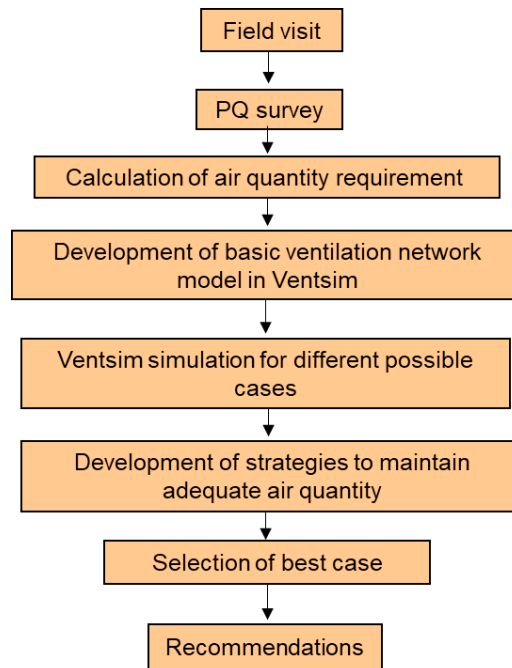 Field visit
PQ survey
Calculation of air quantity requirement
Development of basic ventilation network
model in Ventsim
Ventsim simulation for different possible
cases
Development of strategies to maintain
adequate air quantity
Selection of best case
Recommendations